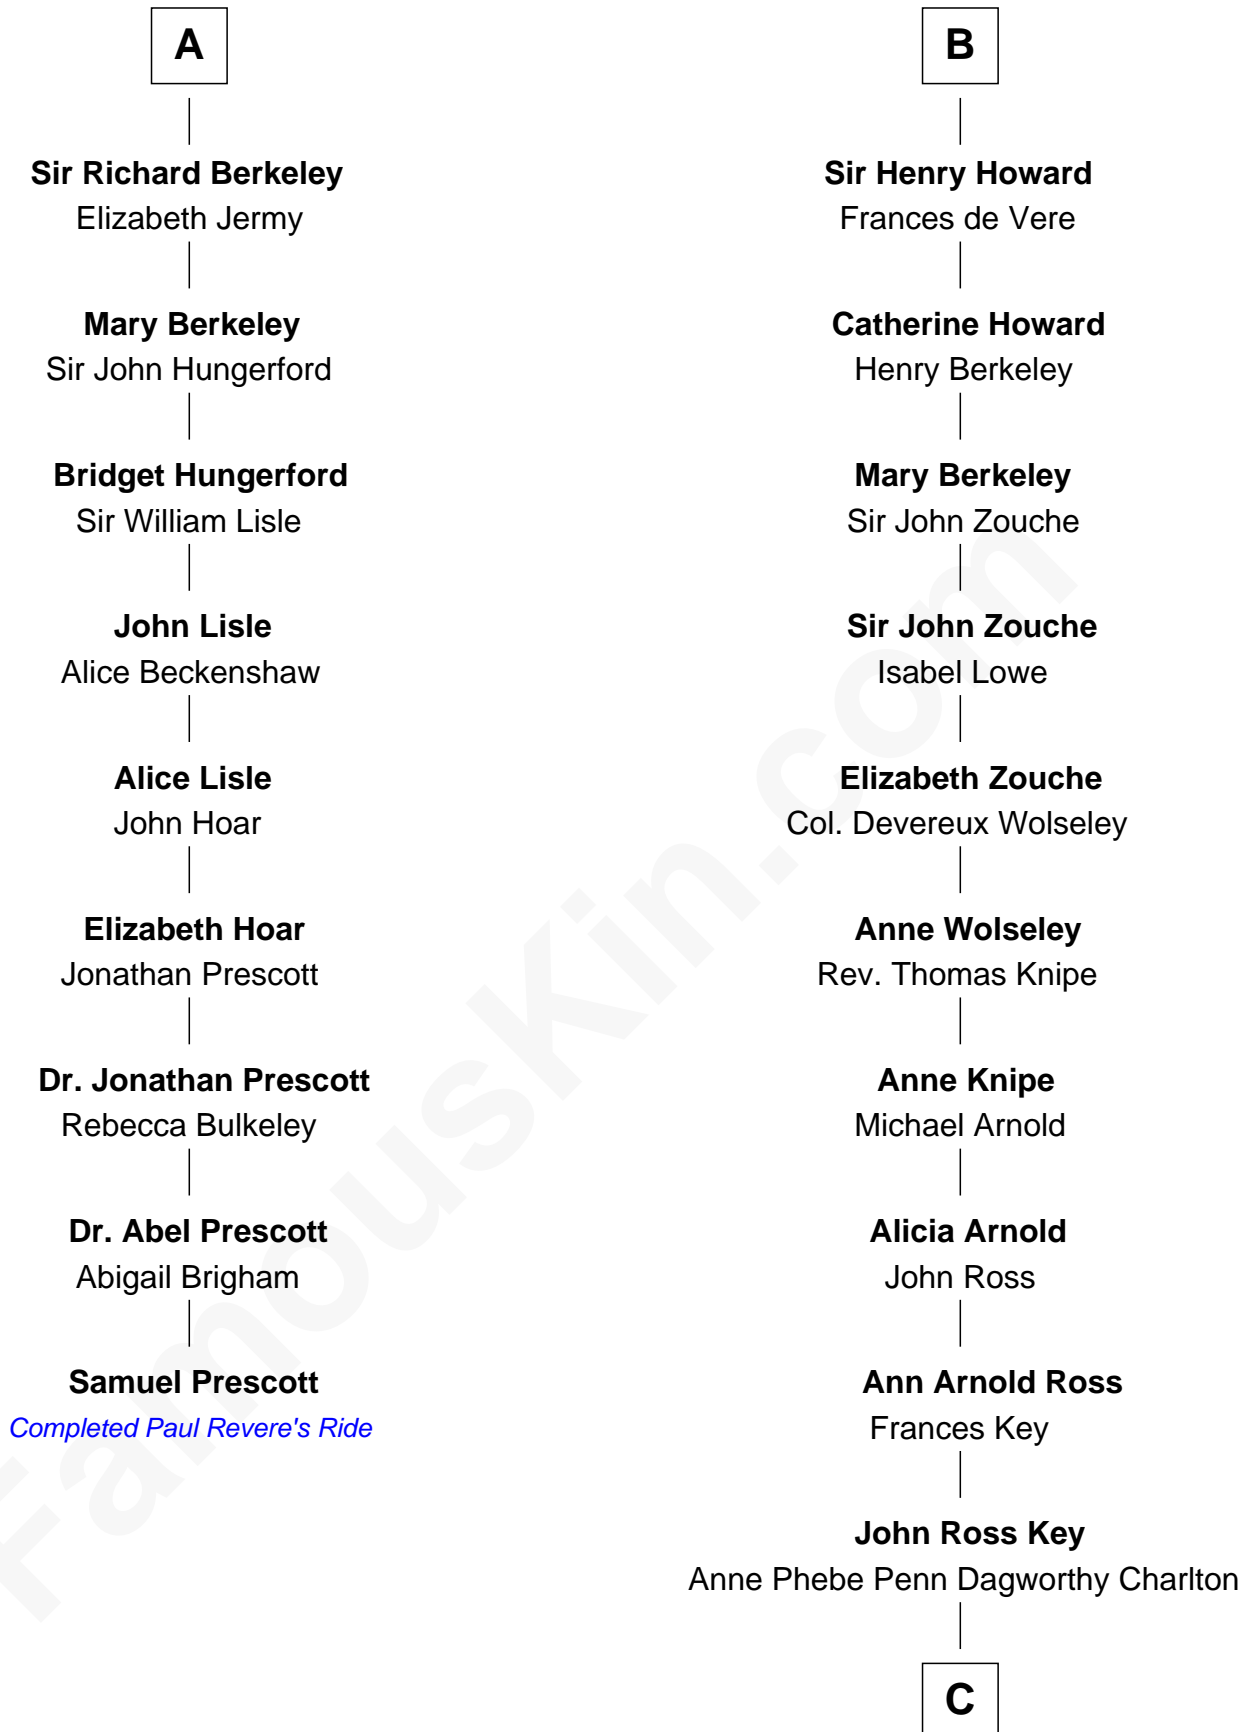 A
Sir Richard Berkeley
Elizabeth Jermy
Mary Berkeley
Sir John Hungerford
Bridget Hungerford
Sir William Lisle
John Lisle
Alice Beckenshaw
Alice Lisle
John Hoar
Elizabeth Hoar
Jonathan Prescott
Dr. Jonathan Prescott
Rebecca Bulkeley
Dr. Abel Prescott
Abigail Brigham
Samuel Prescott
Completed Paul Revere's Ride
B
Sir Henry Howard
Frances de Vere
Catherine Howard
Henry Berkeley
Mary Berkeley
Sir John Zouche
Sir John Zouche
Isabel Lowe
Elizabeth Zouche
Col. Devereux Wolseley
Anne Wolseley
Rev. Thomas Knipe
Anne Knipe
Michael Arnold
Alicia Arnold
John Ross
Ann Arnold Ross
Frances Key
John Ross Key
Anne Phebe Penn Dagworthy Charlton
C
FamousKin.com